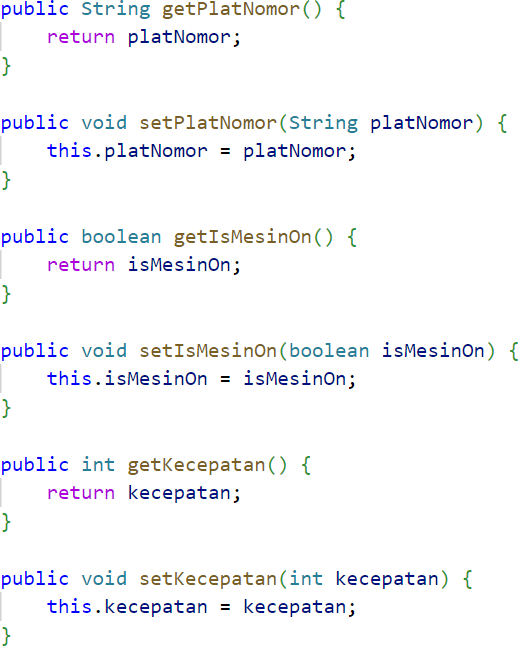 public String getPlatNomor() {
    return platNomor;
}

public void setPlatNomor(String platNomor) {
    this.platNomor = platNomor;
}

public boolean getIsMesinOn() {
    return isMesinOn;
}

public void setIsMesinOn(boolean isMesinOn) {
    this.isMesinOn = isMesinOn;
}

public int getKecepatan() {
    return kecepatan;
}

public void setKecepatan(int kecepatan) {
    this.kecepatan = kecepatan;
}